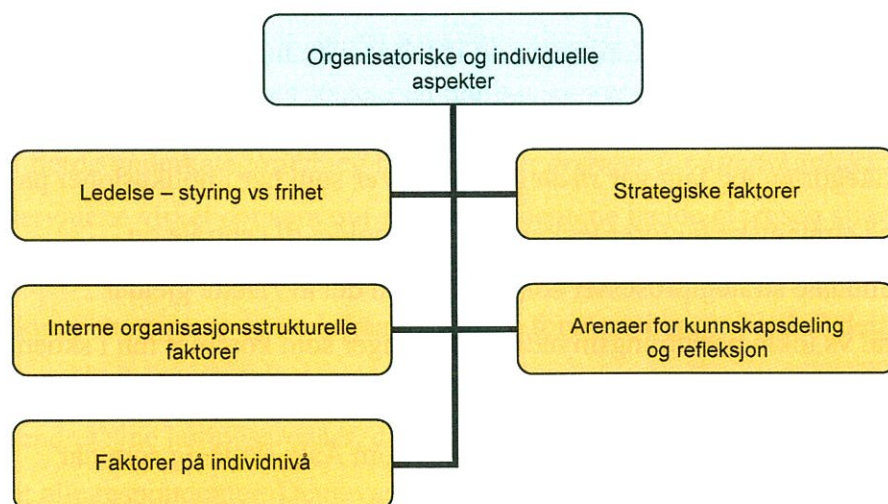 Organisatoriske og individuelle
aspekter
Ledelse – styring vs frihet
Strategiske faktorer
Interne organisasjonsstrukturelle
faktorer
Arenaer for kunnskapsdeling
og refleksjon
Faktorer på individnivå